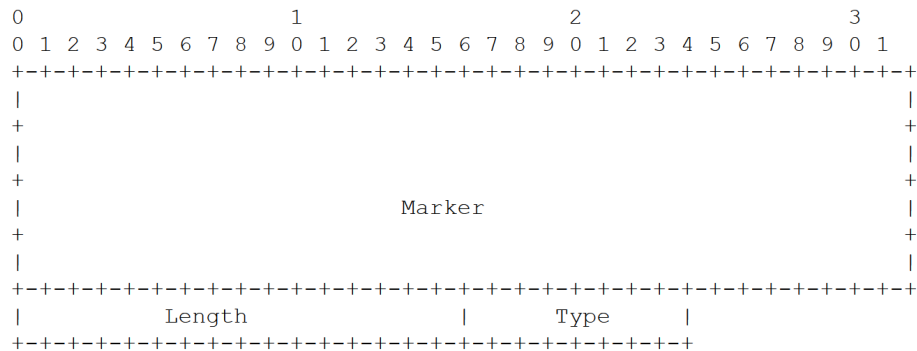 0                   1                   2                   3
0 1 2 3 4 5 6 7 8 9 0 1 2 3 4 5 6 7 8 9 0 1 2 3 4 5 6 7 8 9 0 1
+-+-+-+-+-+-+-+-+-+-+-+-+-+-+-+-+-+-+-+-+-+-+-+-+-+-+-+-+-+-+-+-+
|                                                               |
+                                                               +
|                                                               |
+                                                               +
|                           Marker                              |
+                                                               +
|                                                               |
+-+-+-+-+-+-+-+-+-+-+-+-+-+-+-+-+-+-+-+-+-+-+-+-+-+-+-+-+-+-+-+-+
|          Length               |      Type     |
+-+-+-+-+-+-+-+-+-+-+-+-+-+-+-+-+-+-+-+-+-+-+-+-+